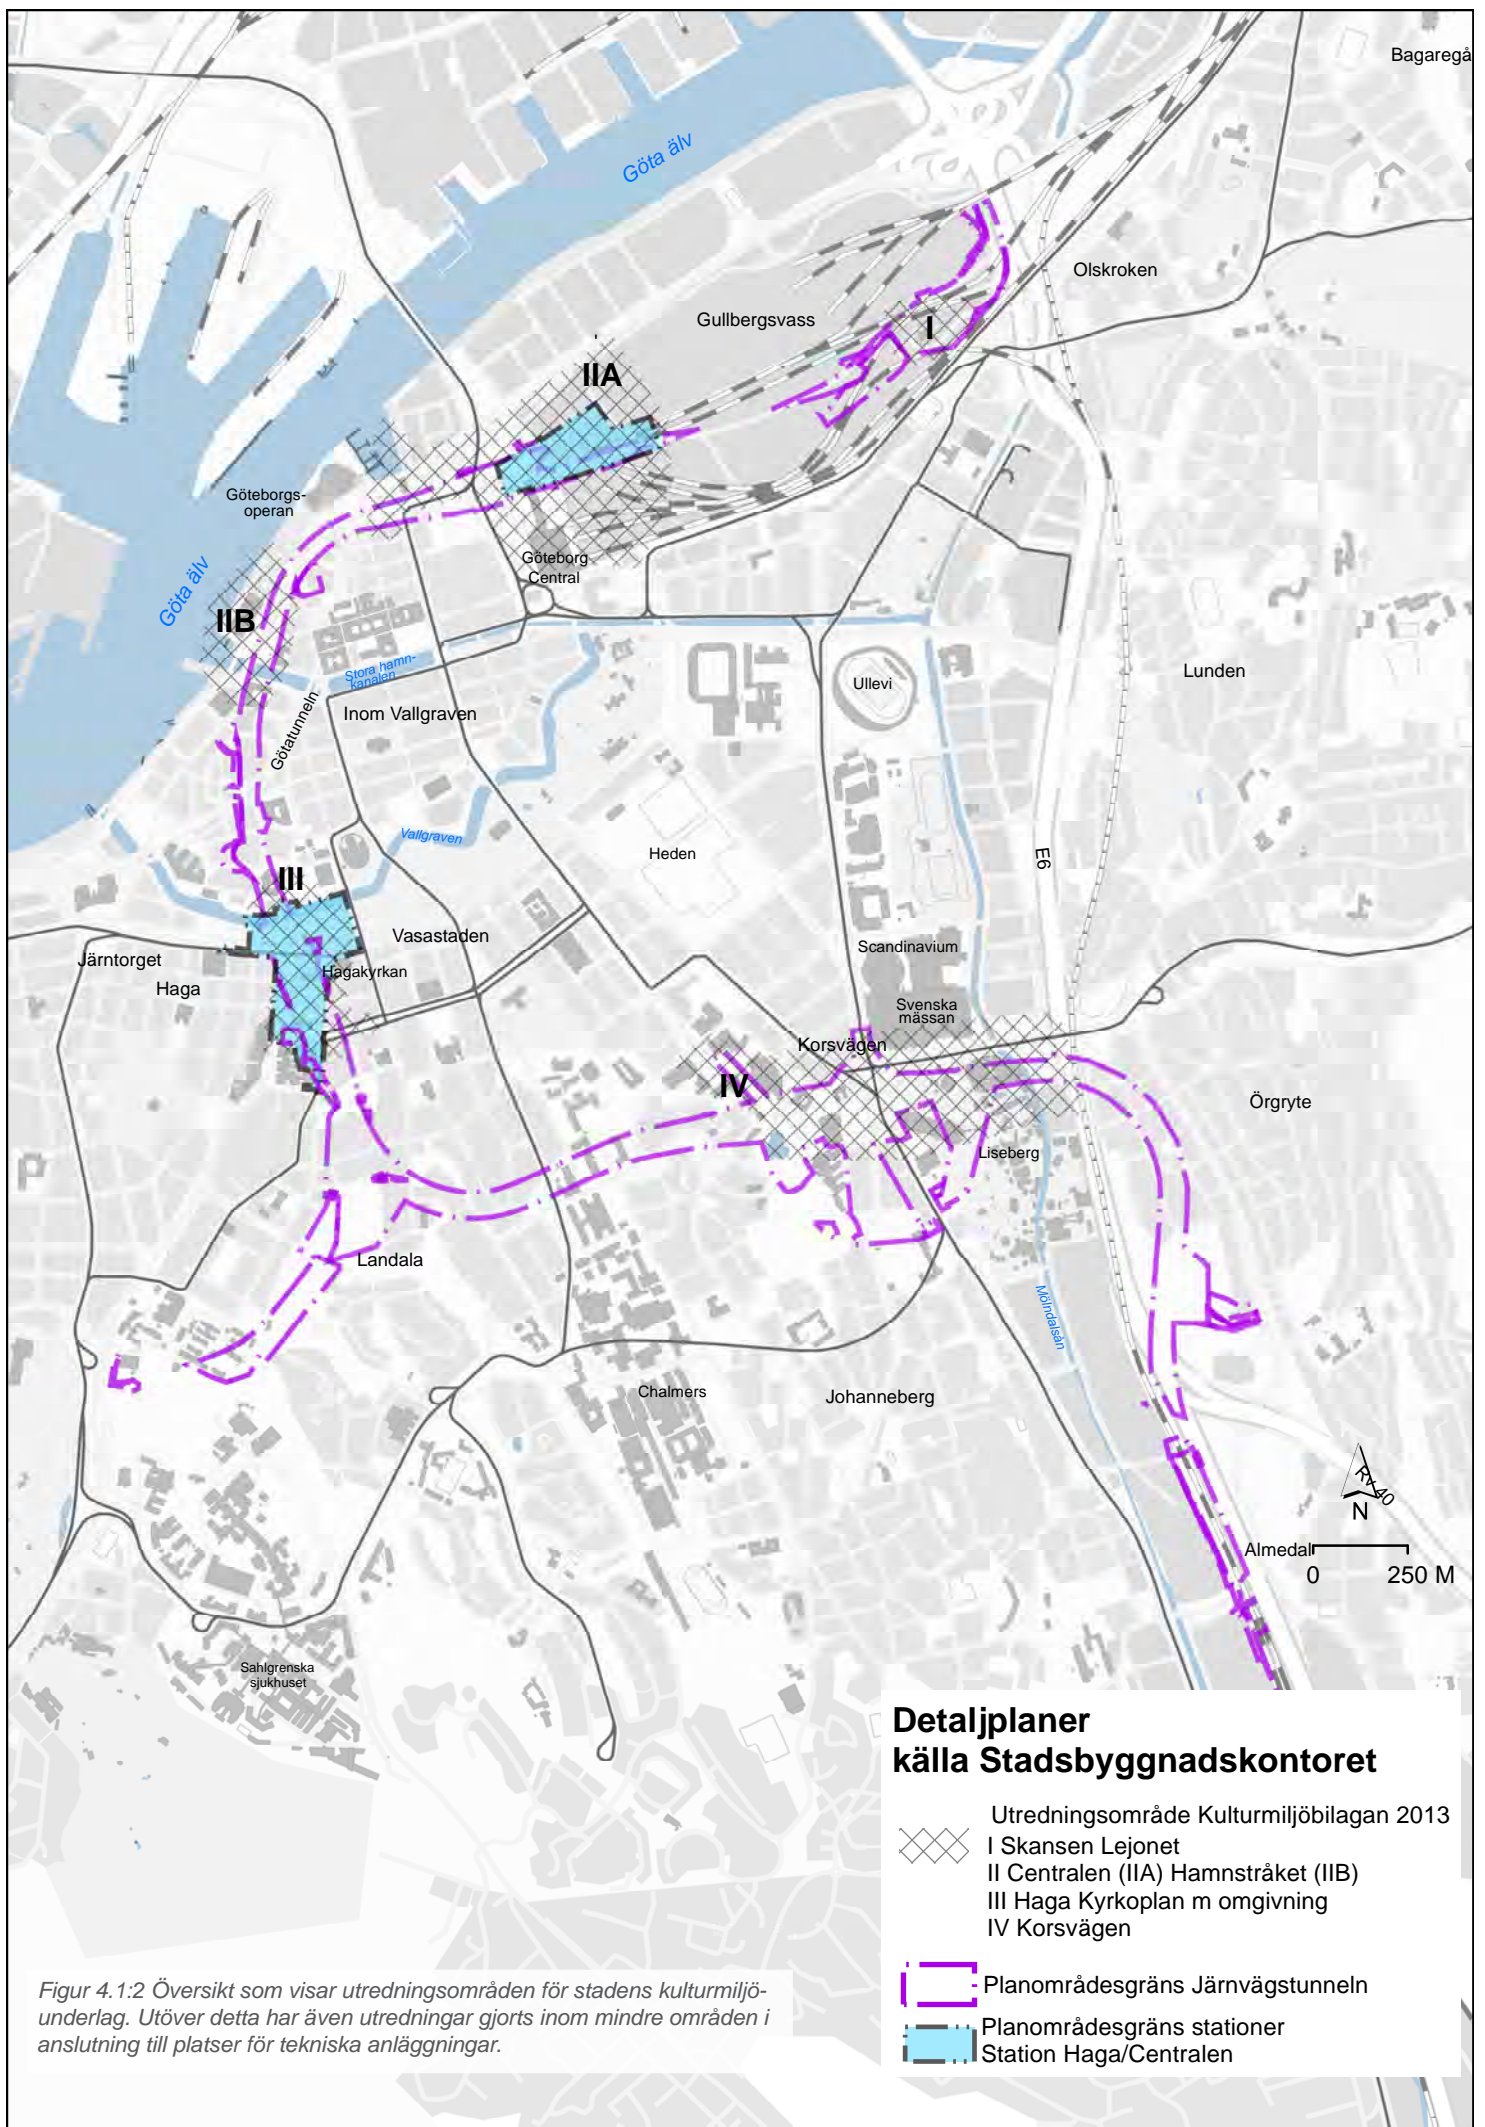 Bagaregå
Göta älv
Olskroken
Gullbergsvass
I
IIA
Göteborgs-
operan
Göteborg
Central
Göta älv
IIB
Stora hamn-
kanalen
Ullevi
Lunden
Inom Vallgraven
Götatunneln
Vallgraven
Heden
E6
III
Vasastaden
Scandinavium
Järntorget
Hagakyrkan
Haga
Svenska
mässan
Korsvägen
IV
Örgryte
Liseberg
Landala
Mölndalsån
Chalmers
Johanneberg
Rv 40
N
Almedal
0 250 M
Sahlgrenska
sjukhuset
Detaljplaner
källa Stadsbyggnadskontoret
Utredningsområde Kulturmiljöbilagan 2013
I Skansen Lejonet
II Centralen (IIA) Hamnstråket (IIB)
III Haga Kyrkoplan m omgivning
IV Korsvägen
Planområdesgräns Järnvägstunneln
Planområdesgräns stationer
Station Haga/Centralen
Figur 4.1:2 Översikt som visar utredningsområden för stadens kulturmiljö-
underlag. Utöver detta har även utredningar gjorts inom mindre områden i
anslutning till platser för tekniska anläggningar.